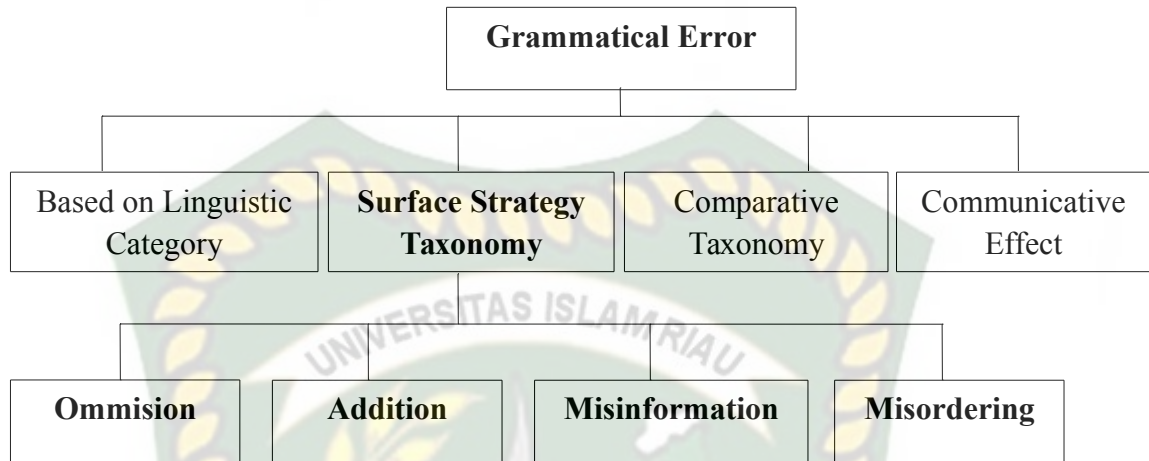 Grammatical Error
Based on Linguistic
Category
Surface Strategy
Taxonomy
Comparative
Taxonomy
Communicative
Effect
UNIVERSITAS ISLAM RIAU
Ommision
Addition
Misinformation
Misordering